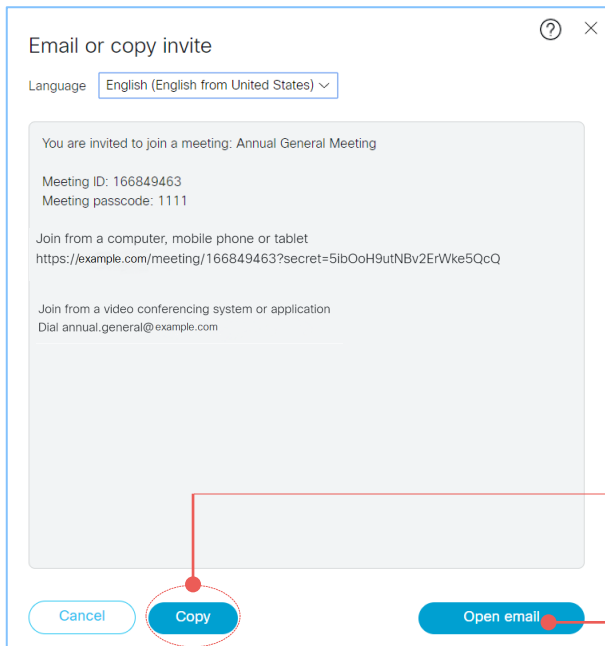 ?
Email or copy invite
Language English (English from United States)
You are invited to join a meeting: Annual General Meeting
Meeting ID: 166849463
Meeting passcode: 1111
Join from a computer, mobile phone or tablet
https://example.com/meeting/166849463?secret=5ibOoH9utNBv2ErWke5QcQ
Join from a video conferencing system or application
Dial annual.general@example.com
Cancel Copy Open email